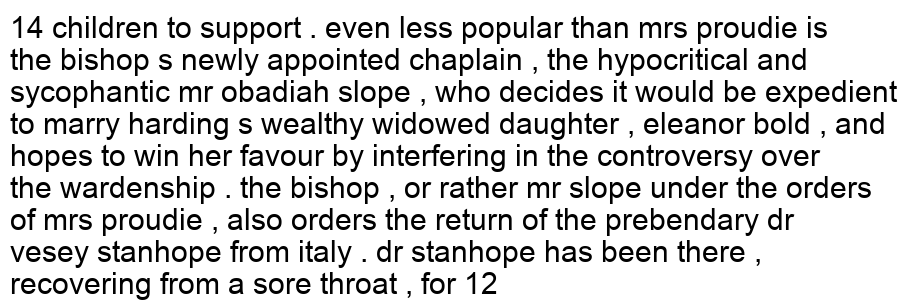 14 children to support . even less popular than mrs proudie is
the bishop s newly appointed chaplain , the hypocritical and
sycophantic mr obadiah slope , who decides it would be expedient
to marry harding s wealthy widowed daughter , eleanor bold , and
hopes to win her favour by interfering in the controversy over
the wardenship . the bishop , or rather mr slope under the orders
of mrs proudie , also orders the return of the prebendary dr
vesey stanhope from italy . dr stanhope has been there ,
recovering from a sore throat , for 12